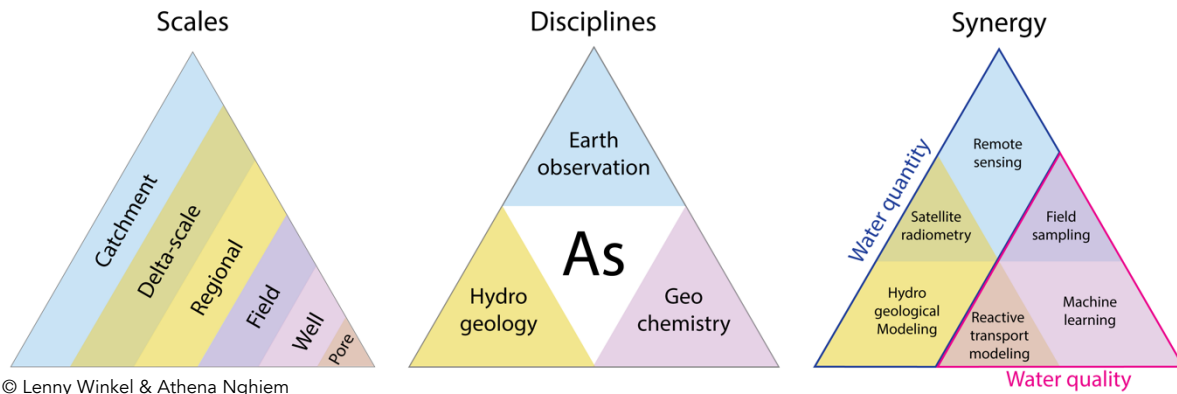 Scales
Catchment
Delta-scale
Regional
Field
Well
Pore
Disciplines
Earth
observation
As
Hydro
geology
Geo
chemistry
Synergy
Water quantity
Remote
sensing
Satellite
radiometry
Field
sampling
Hydro
geological
Modeling
Reactive
transport
modeling
Machine
learning
Water quality
© Lenny Winkel & Athena Nghiem